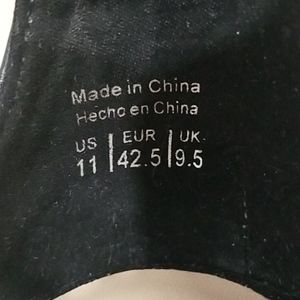 Made in China
Hecho en China
US | EUR | UK
11 | 42.5 | 9.5